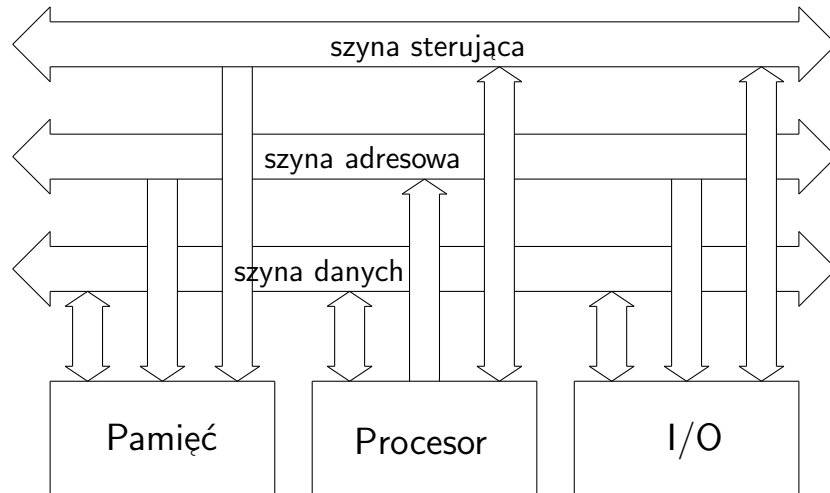 szyna sterująca
szyna adresowa
szyna danych
Pamięć
Procesor
I/O